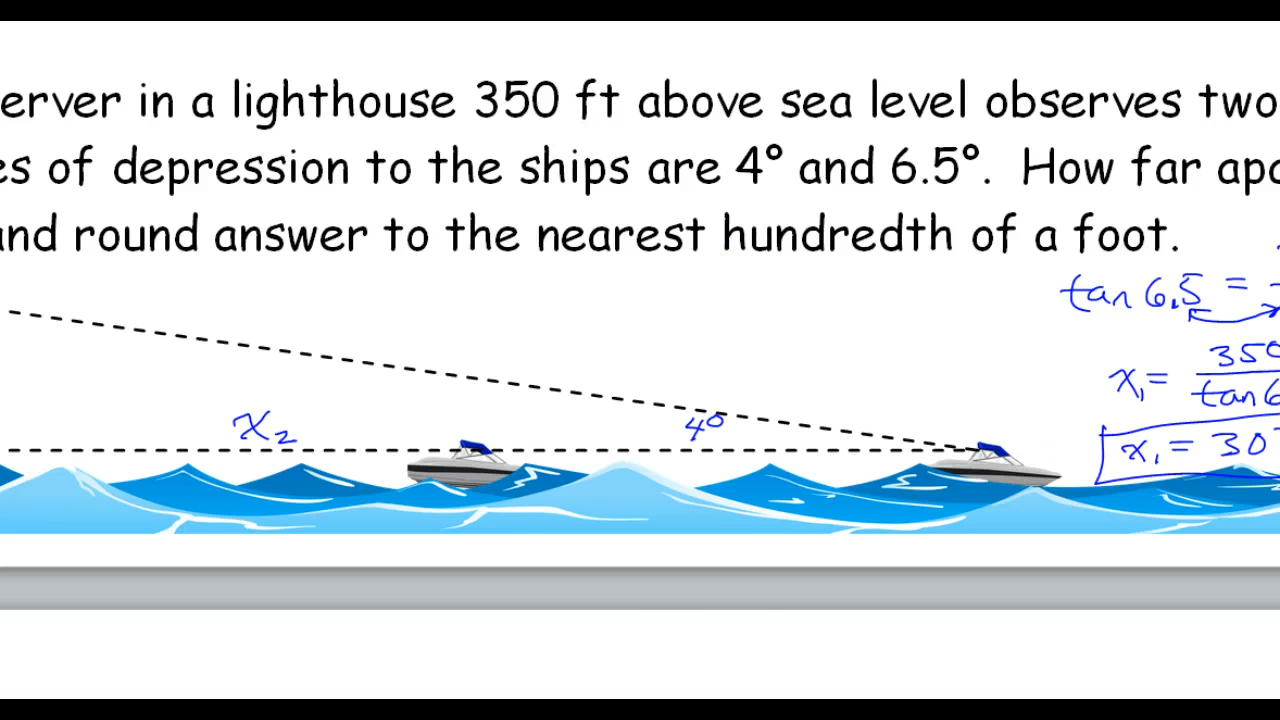 erver in a lighthouse 350 ft above sea level observes two
es of depression to the ships are 4° and 6.5°. How far apa
and round answer to the nearest hundredth of a foot.
tan 6.5 =
350
x₁ =
tan 6
x₂
4°
x₁ = 30